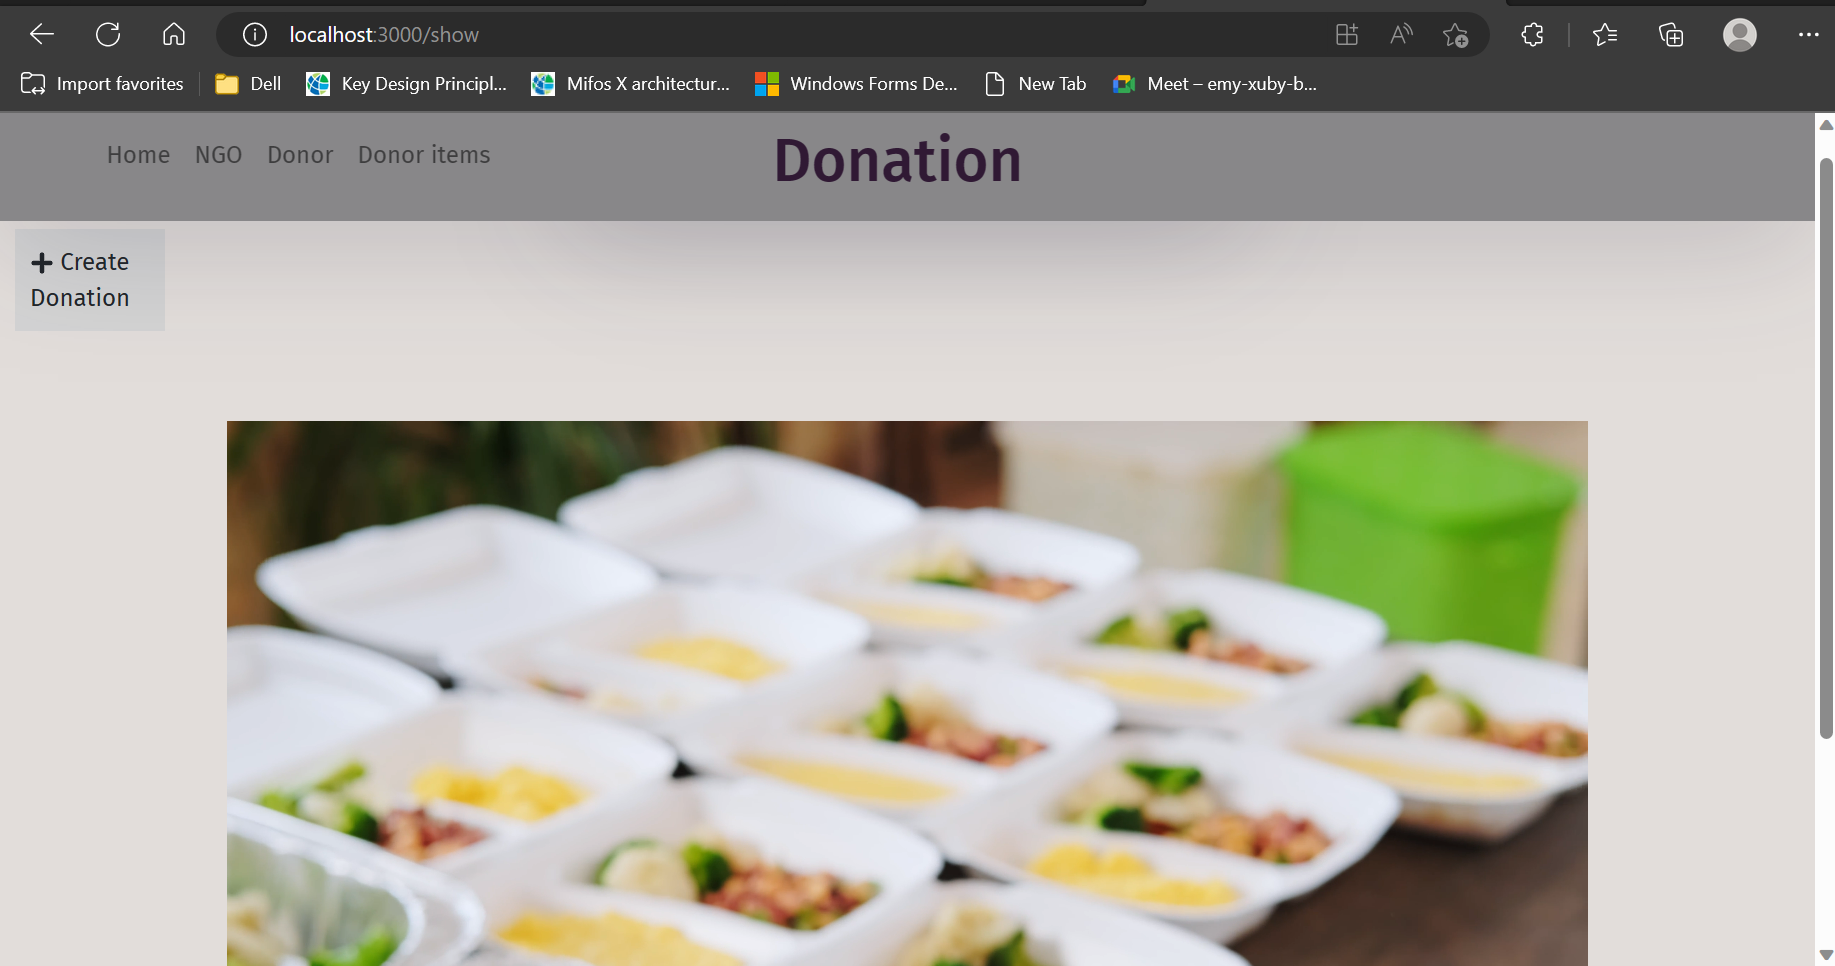 localhost:3000/show
Import favorites Dell Key Design Principl... Mifos X architectur... Windows Forms De... New Tab Meet – emy-xuby-b...
Home NGO Donor Donor items Donation
Create
Donation